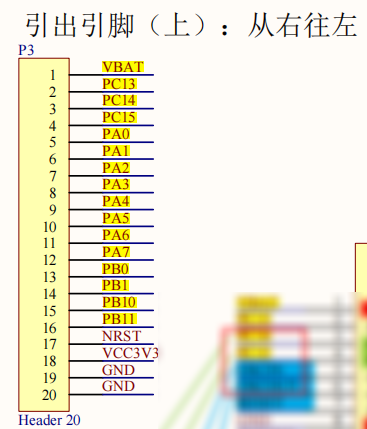 引出引脚（上）：从右往左
P3
1 VBAT
2 PC13
3 PC14
4 PC15
5 PA0
6 PA1
7 PA2
8 PA3
9 PA4
10 PA5
11 PA6
12 PA7
13 PB0
14 PB1
15 PB10
16 PB11
17 NRST
18 VCC3V3
19 GND
20 GND
Header 20